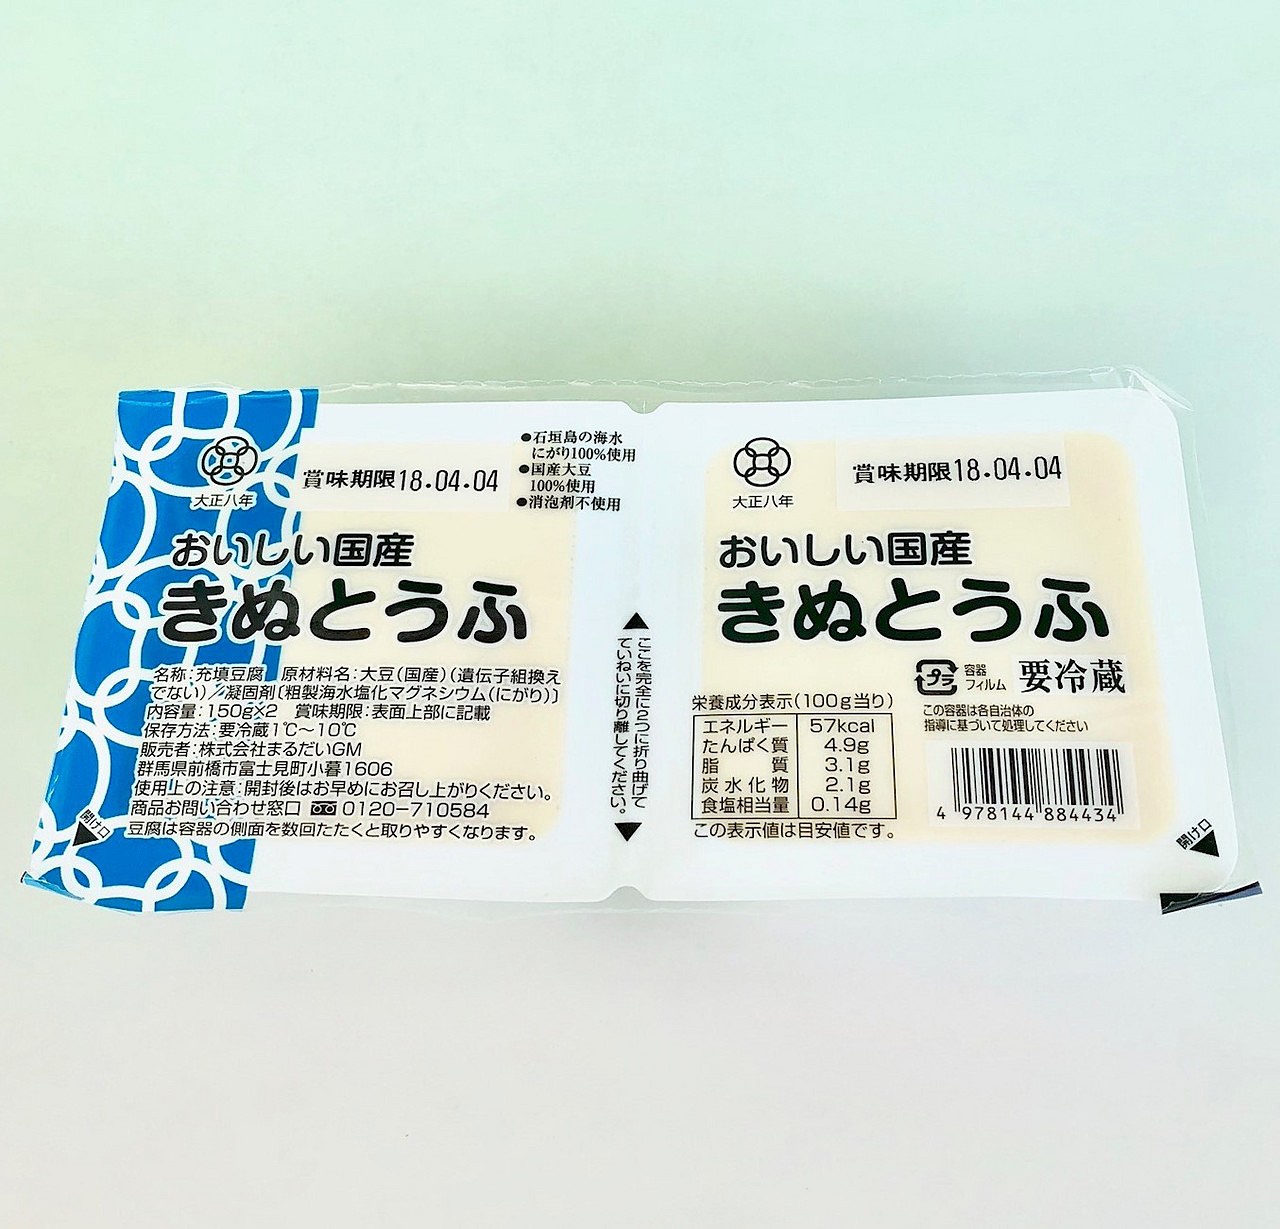 大正八年
賞味期限18.04.04
●石垣島の海水
にがり100%使用
●国産大豆
100%使用
●消泡剤不使用
おいしい国産
きぬとうふ
名称:充填豆腐 原材料名:大豆(国産)(遺伝子組換え
でない)/凝固剤〔粗製海水塩化マグネシウム(にがり)〕
内容量:150g×2 賞味期限:表面上部に記載
保存方法:要冷蔵1℃~10℃
販売者:株式会社まるだいGM
群馬県前橋市富士見町小暮1606
使用上の注意:開封後はお早めにお召し上がりください。
商品お問い合わせ窓口 0120-710584
豆腐は容器の側面を数回たたくと取りやすくなります。
開け口
▲ここを完全に2つに折り曲げて
ていねいに切り離してください。▼
大正八年
賞味期限18.04.04
おいしい国産
きぬとうふ
プラ
容器
フィルム
要冷蔵
この容器は各自治体の
指導に基づいて処理してください
栄養成分表示(100g当り)
エネルギー 57kcal
たんぱく質 4.9g
脂質 3.1g
炭水化物 2.1g
食塩相当量 0.14g
この表示値は目安値です。
4 978144 884434
開け口